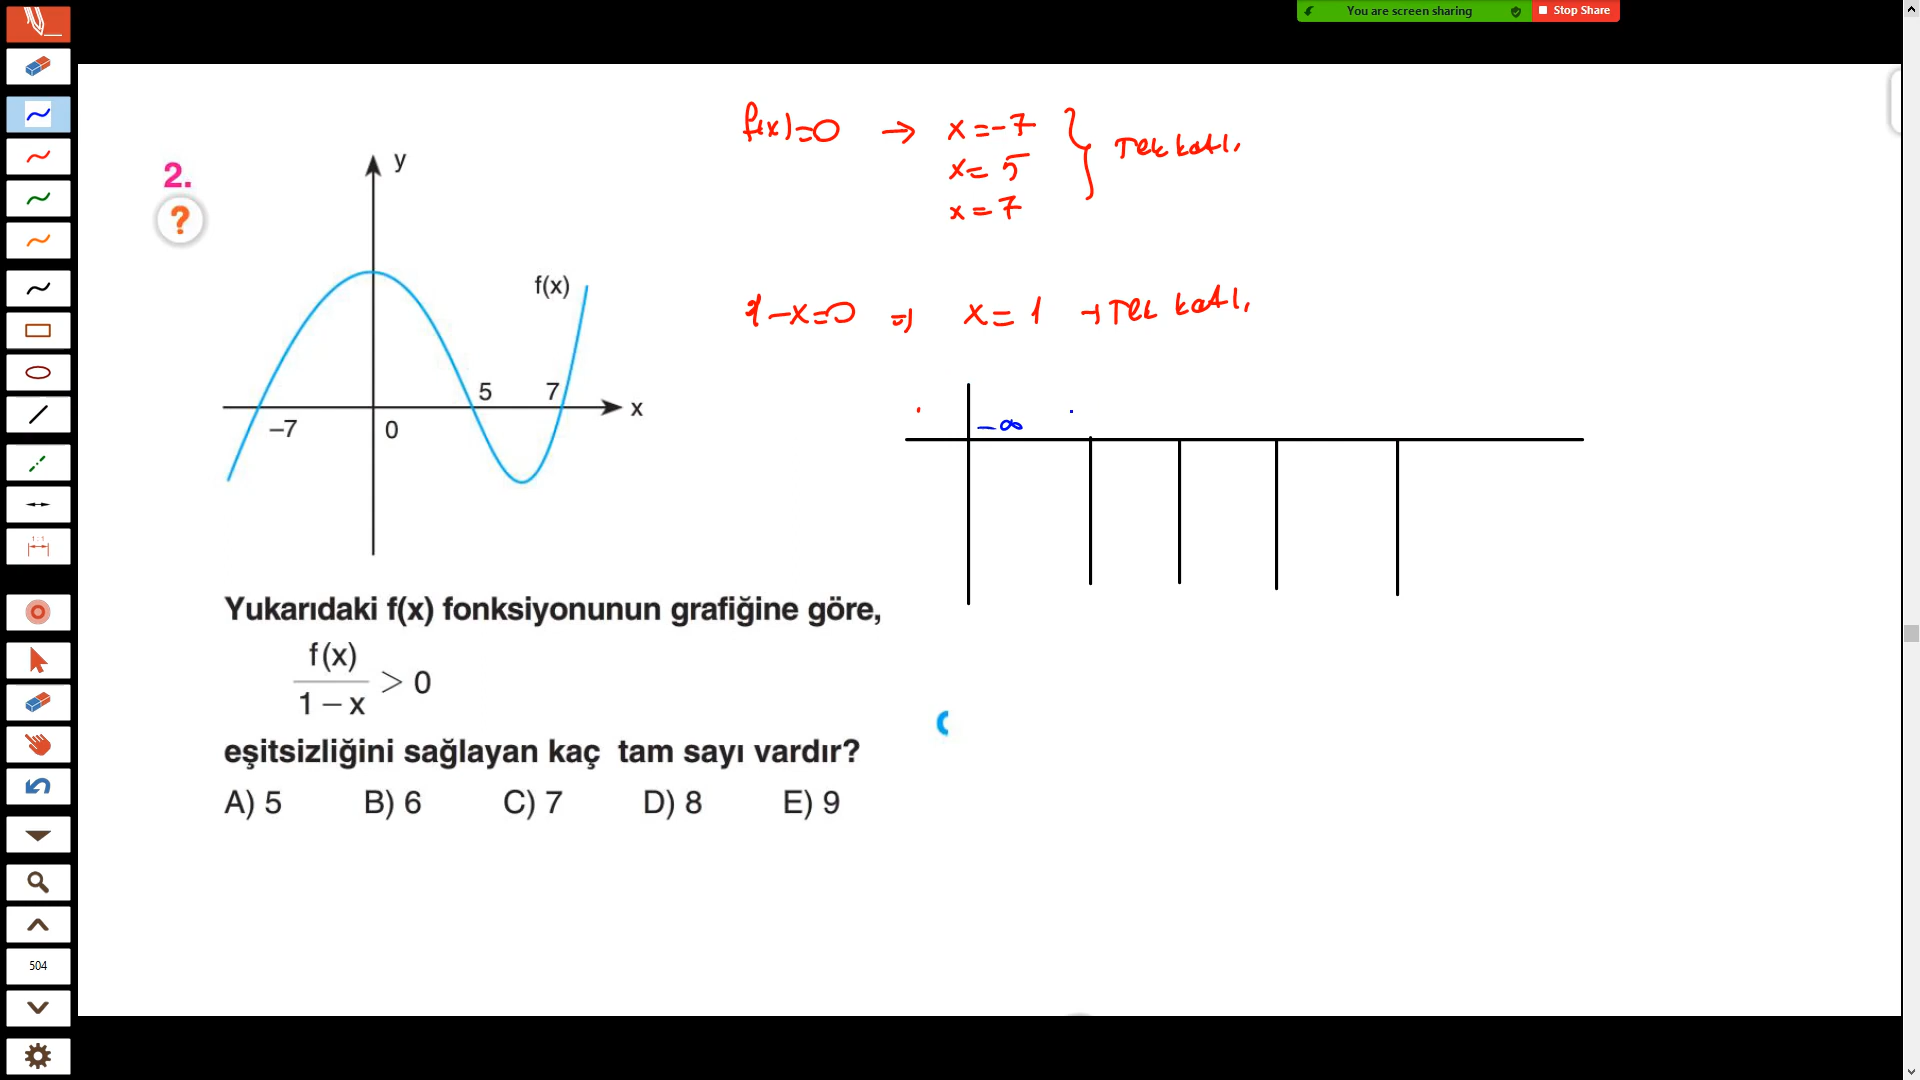 You are screen sharing
Stop Share
2.
?
y
f(x)
5
7
x
-7
0
f(x)=0 → x=-7
x=5
x=7
Tek katlı
1-x=0 ⇒ x=1 → Tek katlı
-∞
Yukarıdaki f(x) fonksiyonunun grafiğine göre,
f(x)
1 – x
> 0
eşitsizliğini sağlayan kaç tam sayı vardır?
A) 5 B) 6 C) 7 D) 8 E) 9
1:1
504